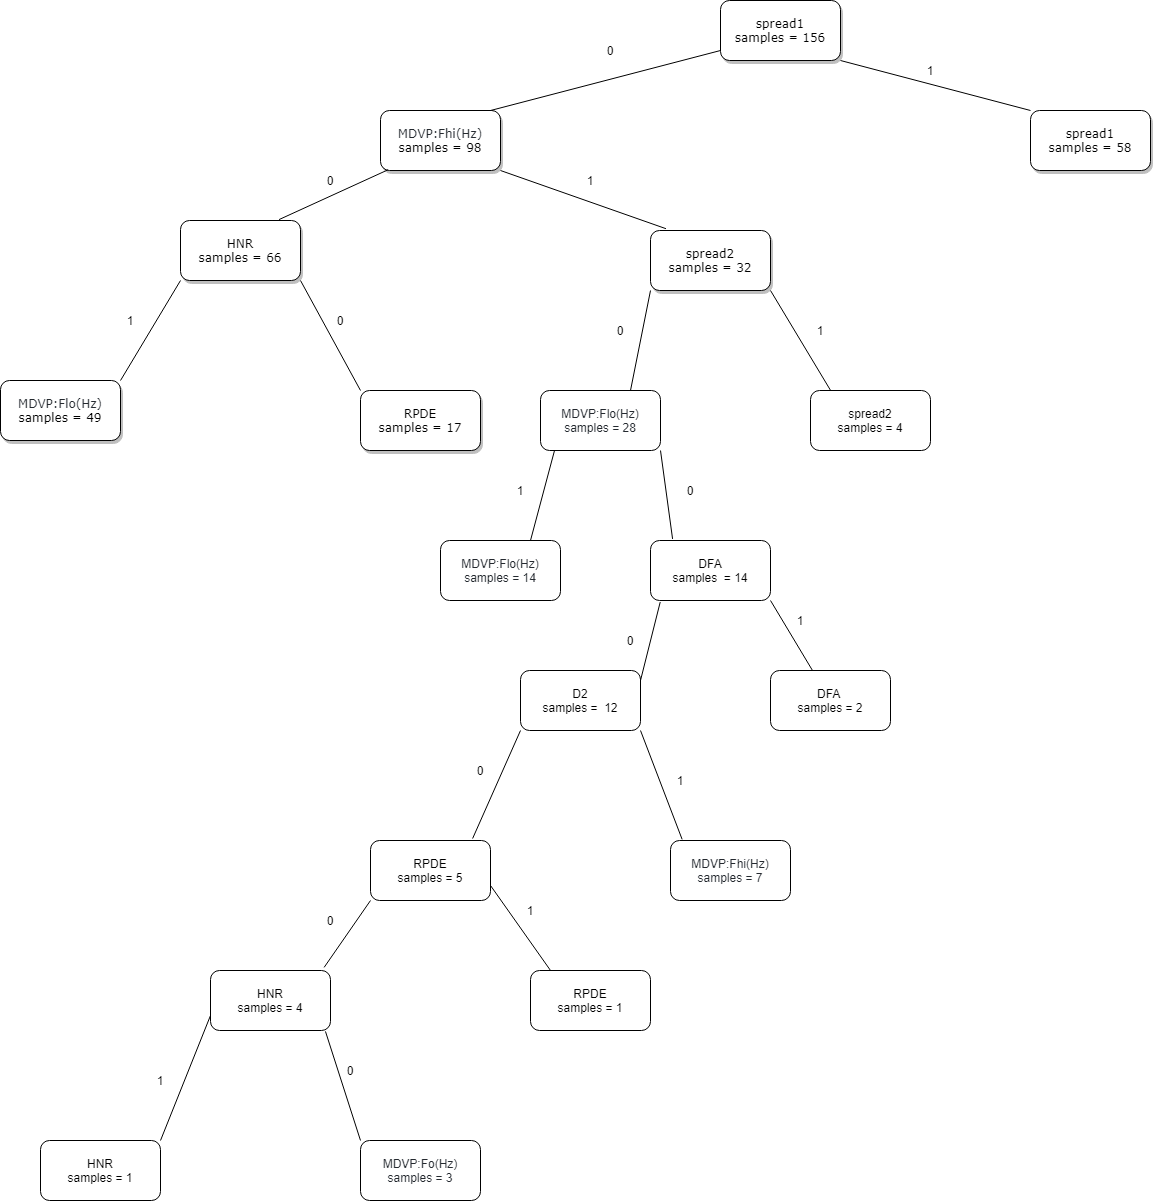 spread1
samples = 156
0
1
MDVP:Fhi(Hz)
samples = 98
spread1
samples = 58
0
1
HNR
samples = 66
spread2
samples = 32
1
0
0
1
MDVP:Flo(Hz)
samples = 49
RPDE
samples = 17
MDVP:Flo(Hz)
samples = 28
spread2
samples = 4
1
0
MDVP:Flo(Hz)
samples = 14
DFA
samples = 14
0
1
D2
samples = 12
DFA
samples = 2
0
1
RPDE
samples = 5
MDVP:Fhi(Hz)
samples = 7
0
1
HNR
samples = 4
RPDE
samples = 1
1
0
HNR
samples = 1
MDVP:Fo(Hz)
samples = 3